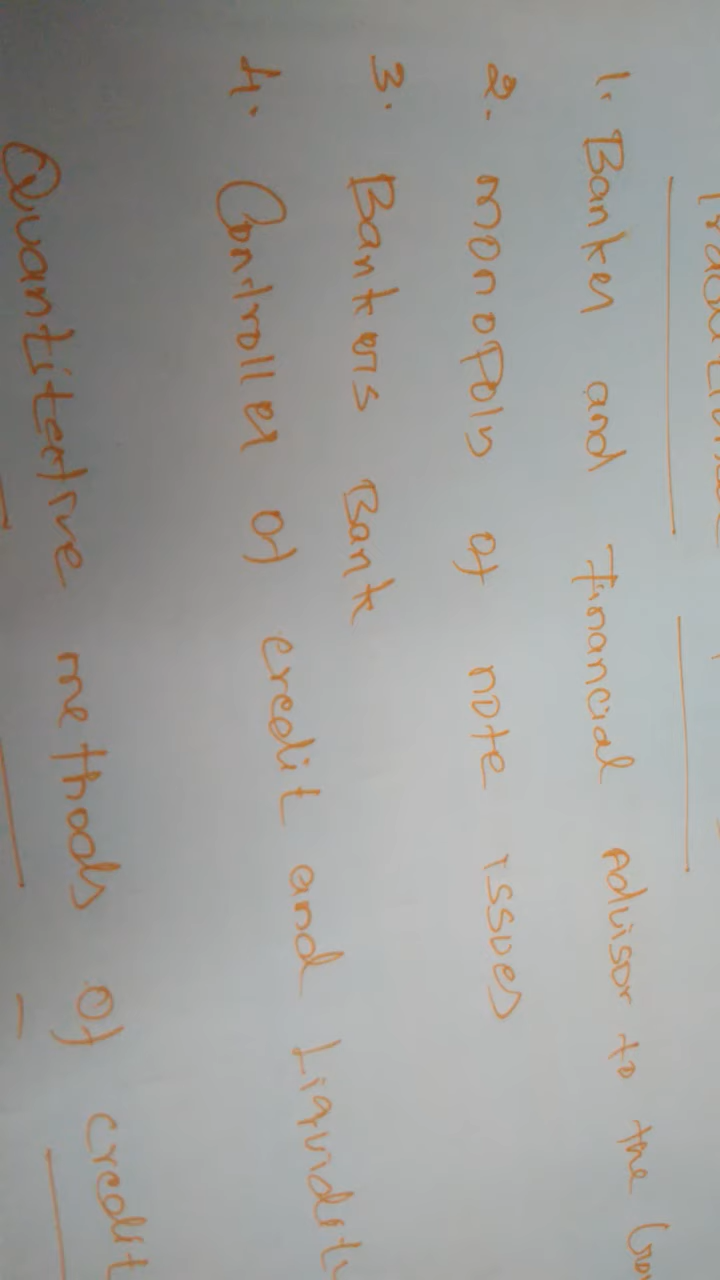 1. Banker and Financial Advisor to the
2. monopoly of note issues
3. Bankers Bank
4. Controller of credit and Liquidity
Quantitative methods of credit